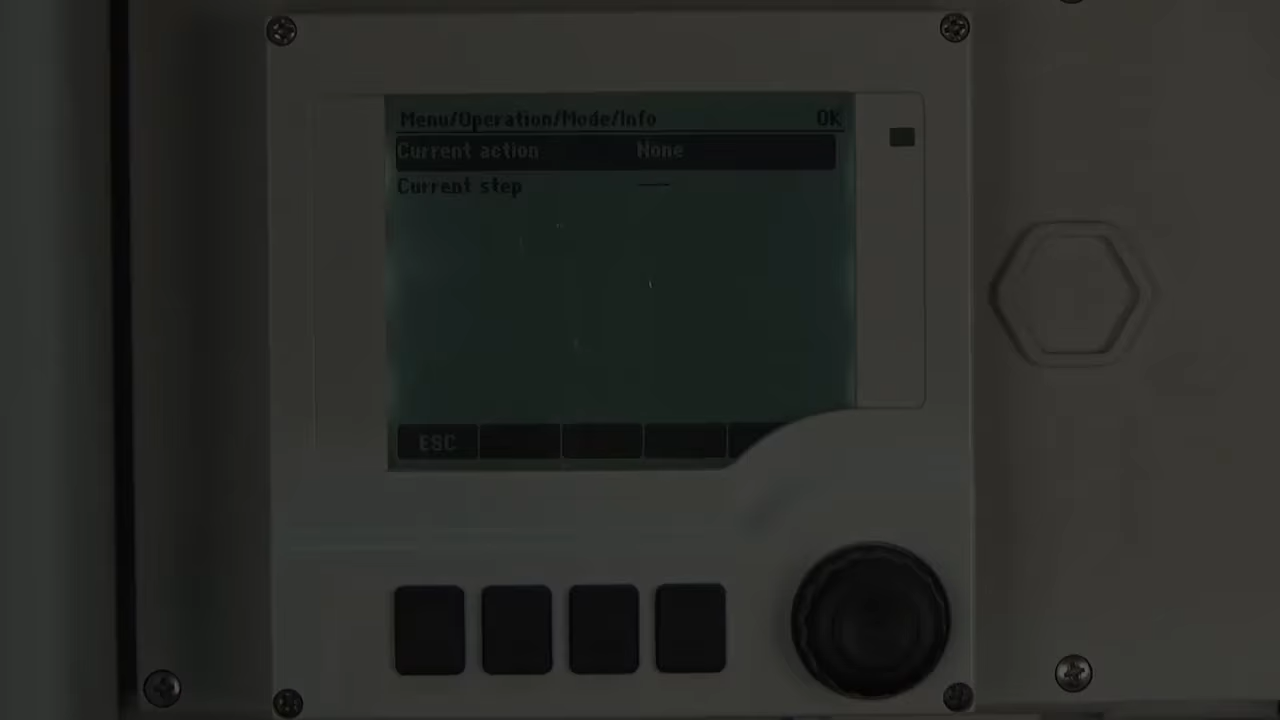 Menu/Operation/Mode/Info OK
Current action None
Current step ----
ESC